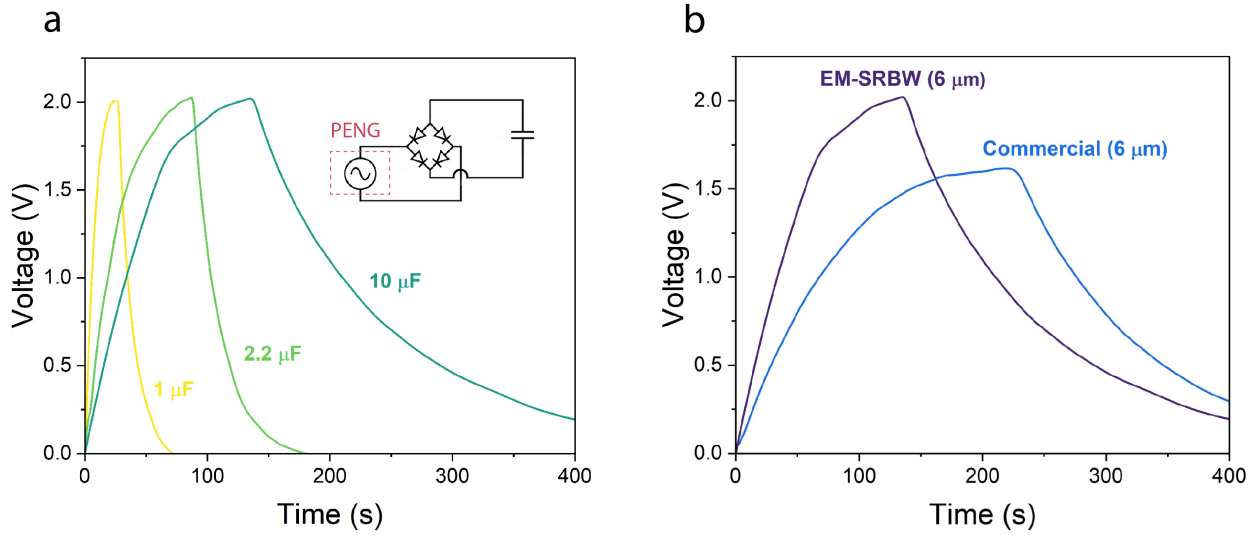 a
2.0
1.5
1.0
0.5
0.0
Voltage (V)
0
100
200
300
400
Time (s)
PENG
10 μF
2.2 μF
1 μF
b
2.0
1.5
1.0
0.5
0.0
Voltage (V)
0
100
200
300
400
Time (s)
EM-SRBW (6 μm)
Commercial (6 μm)